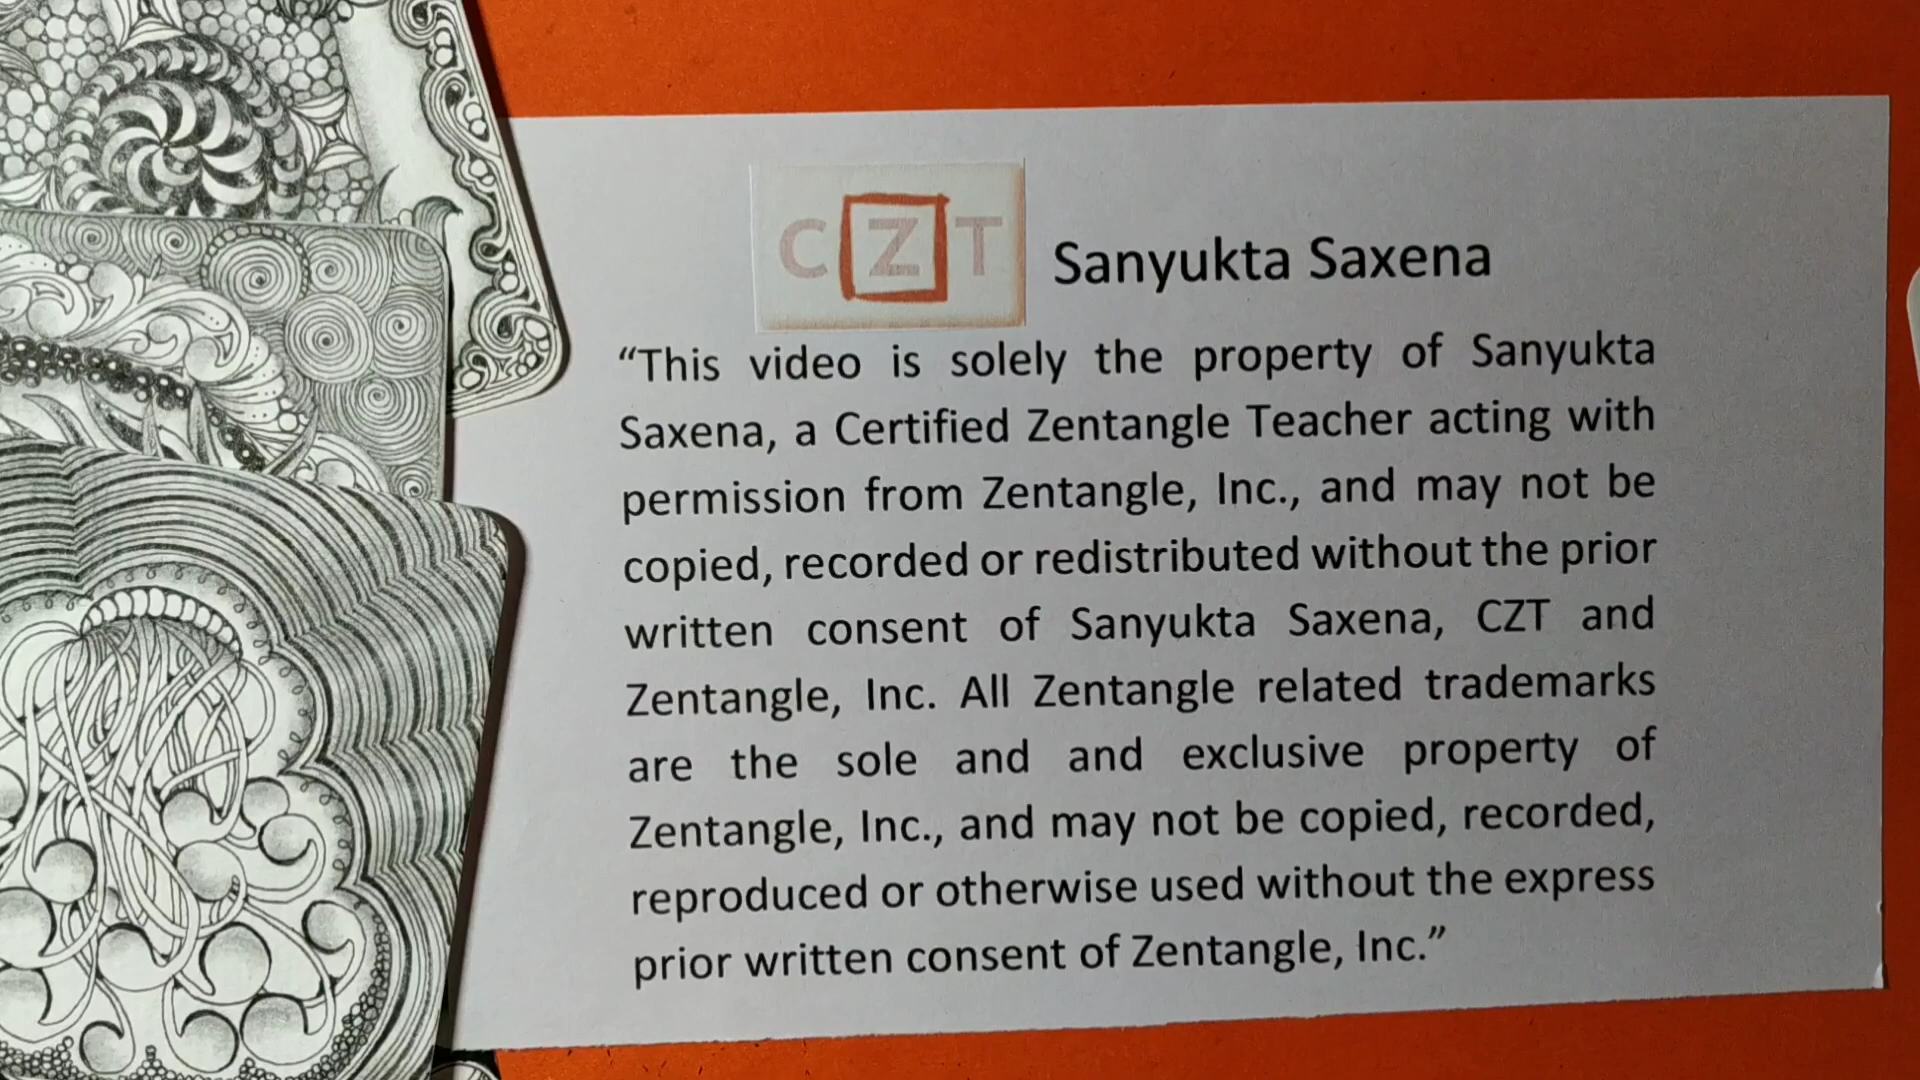 CZT Sanyukta Saxena
“This video is solely the property of Sanyukta
Saxena, a Certified Zentangle Teacher acting with
permission from Zentangle, Inc., and may not be
copied, recorded or redistributed without the prior
written consent of Sanyukta Saxena, CZT and
Zentangle, Inc. All Zentangle related trademarks
are the sole and and exclusive property of
Zentangle, Inc., and may not be copied, recorded,
reproduced or otherwise used without the express
prior written consent of Zentangle, Inc.”